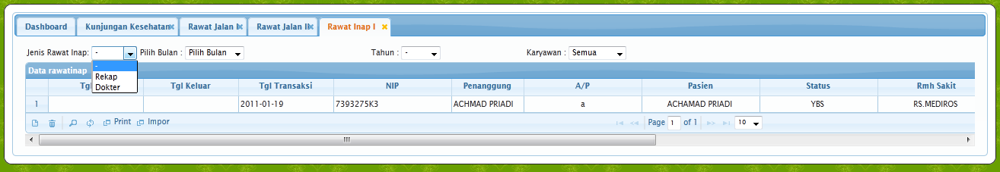 Dashboard Kunjungan Kesehatan Rawat Jalan I Rawat Jalan II Rawat Inap I
Jenis Rawat Inap: - Pilih Bulan : Pilih Bulan Tahun : - Karyawan : Semua
-
Rekap
Dokter
Data rawatinap
Tgl Tgl Keluar Tgl Transaksi NIP Penanggung A/P Pasien Status Rmh Sakit
1 2011-01-19 7393275K3 ACHMAD PRIADI a ACHAMAD PRIADI YBS RS.MEDIROS
Print Impor Page 1 of 1 10